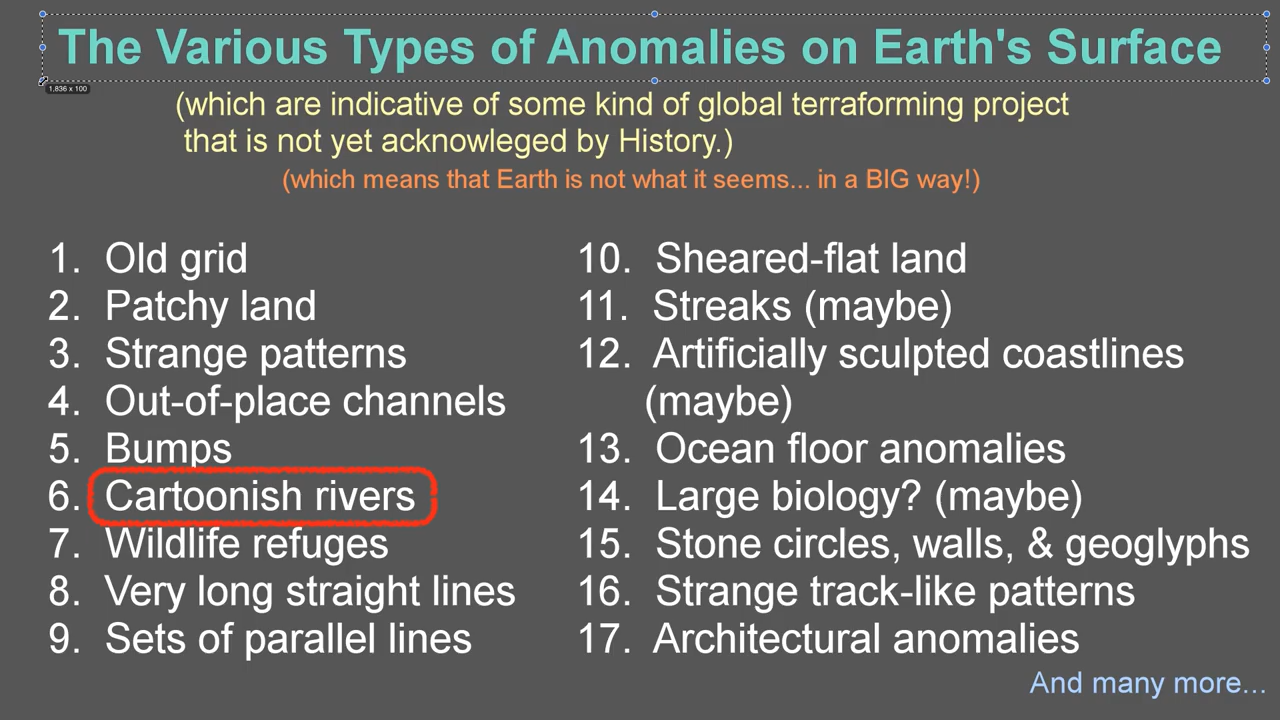 The Various Types of Anomalies on Earth's Surface
1,836 x 100
(which are indicative of some kind of global terraforming project
that is not yet acknowleged by History.)
(which means that Earth is not what it seems... in a BIG way!)
1. Old grid
2. Patchy land
3. Strange patterns
4. Out-of-place channels
5. Bumps
6. Cartoonish rivers
7. Wildlife refuges
8. Very long straight lines
9. Sets of parallel lines
10. Sheared-flat land
11. Streaks (maybe)
12. Artificially sculpted coastlines
(maybe)
13. Ocean floor anomalies
14. Large biology? (maybe)
15. Stone circles, walls, & geoglyphs
16. Strange track-like patterns
17. Architectural anomalies
And many more...